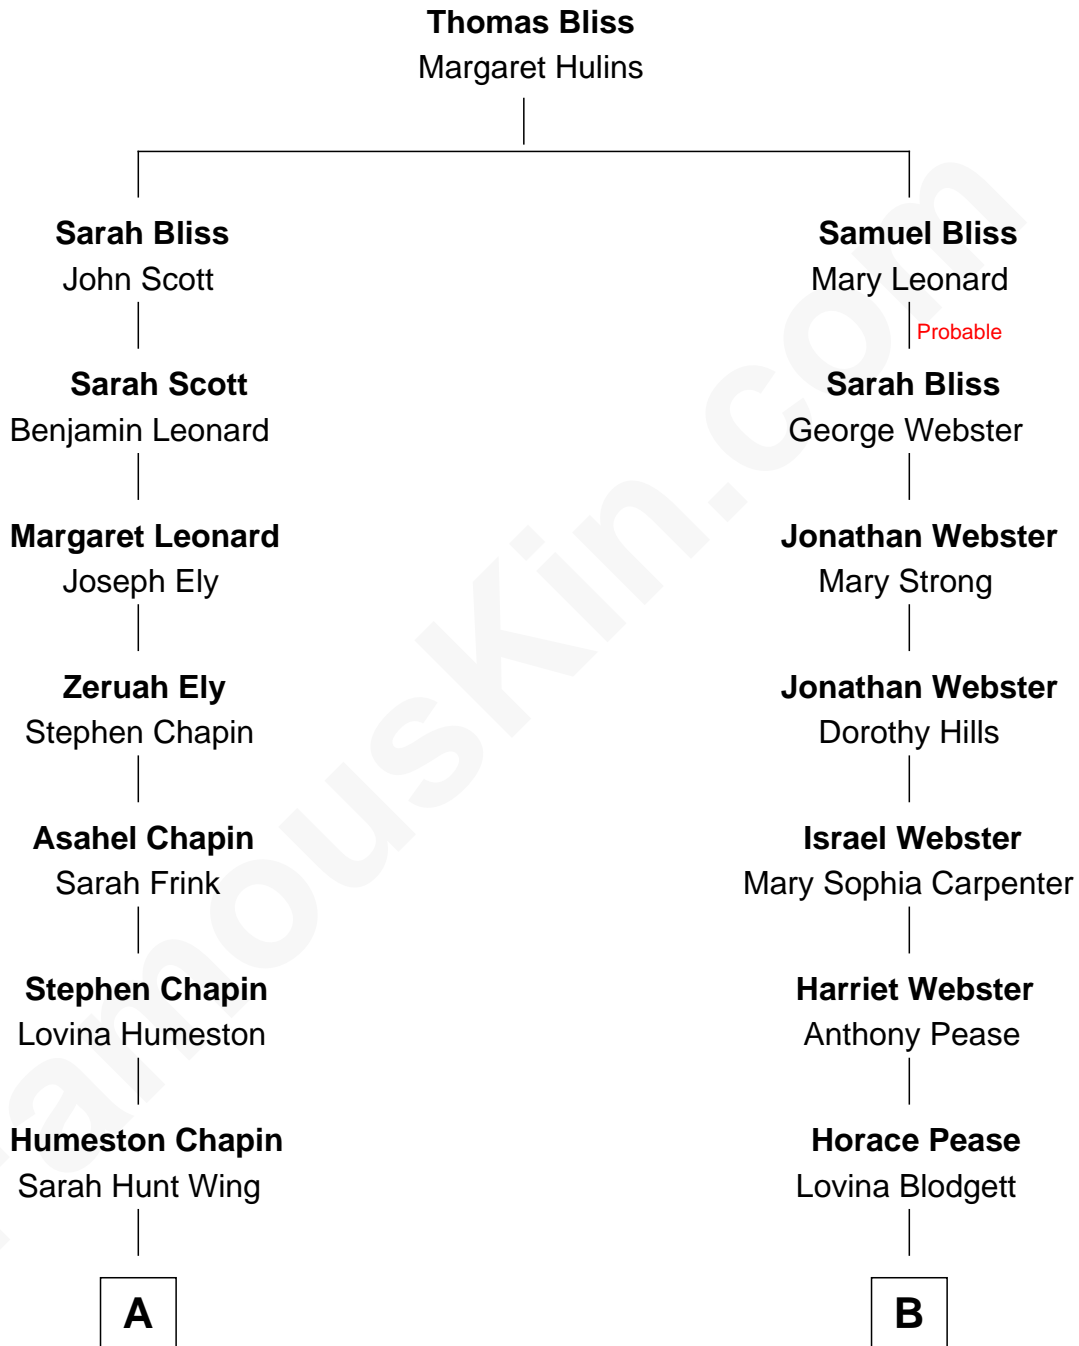 Thomas Bliss
Margaret Hulins
Sarah Bliss
John Scott
Sarah Scott
Benjamin Leonard
Margaret Leonard
Joseph Ely
Zeruah Ely
Stephen Chapin
Asahel Chapin
Sarah Frink
Stephen Chapin
Lovina Humeston
Humeston Chapin
Sarah Hunt Wing
A
Samuel Bliss
Mary Leonard
Probable
Sarah Bliss
George Webster
Jonathan Webster
Mary Strong
Jonathan Webster
Dorothy Hills
Israel Webster
Mary Sophia Carpenter
Harriet Webster
Anthony Pease
Horace Pease
Lovina Blodgett
B
FamousKin.com